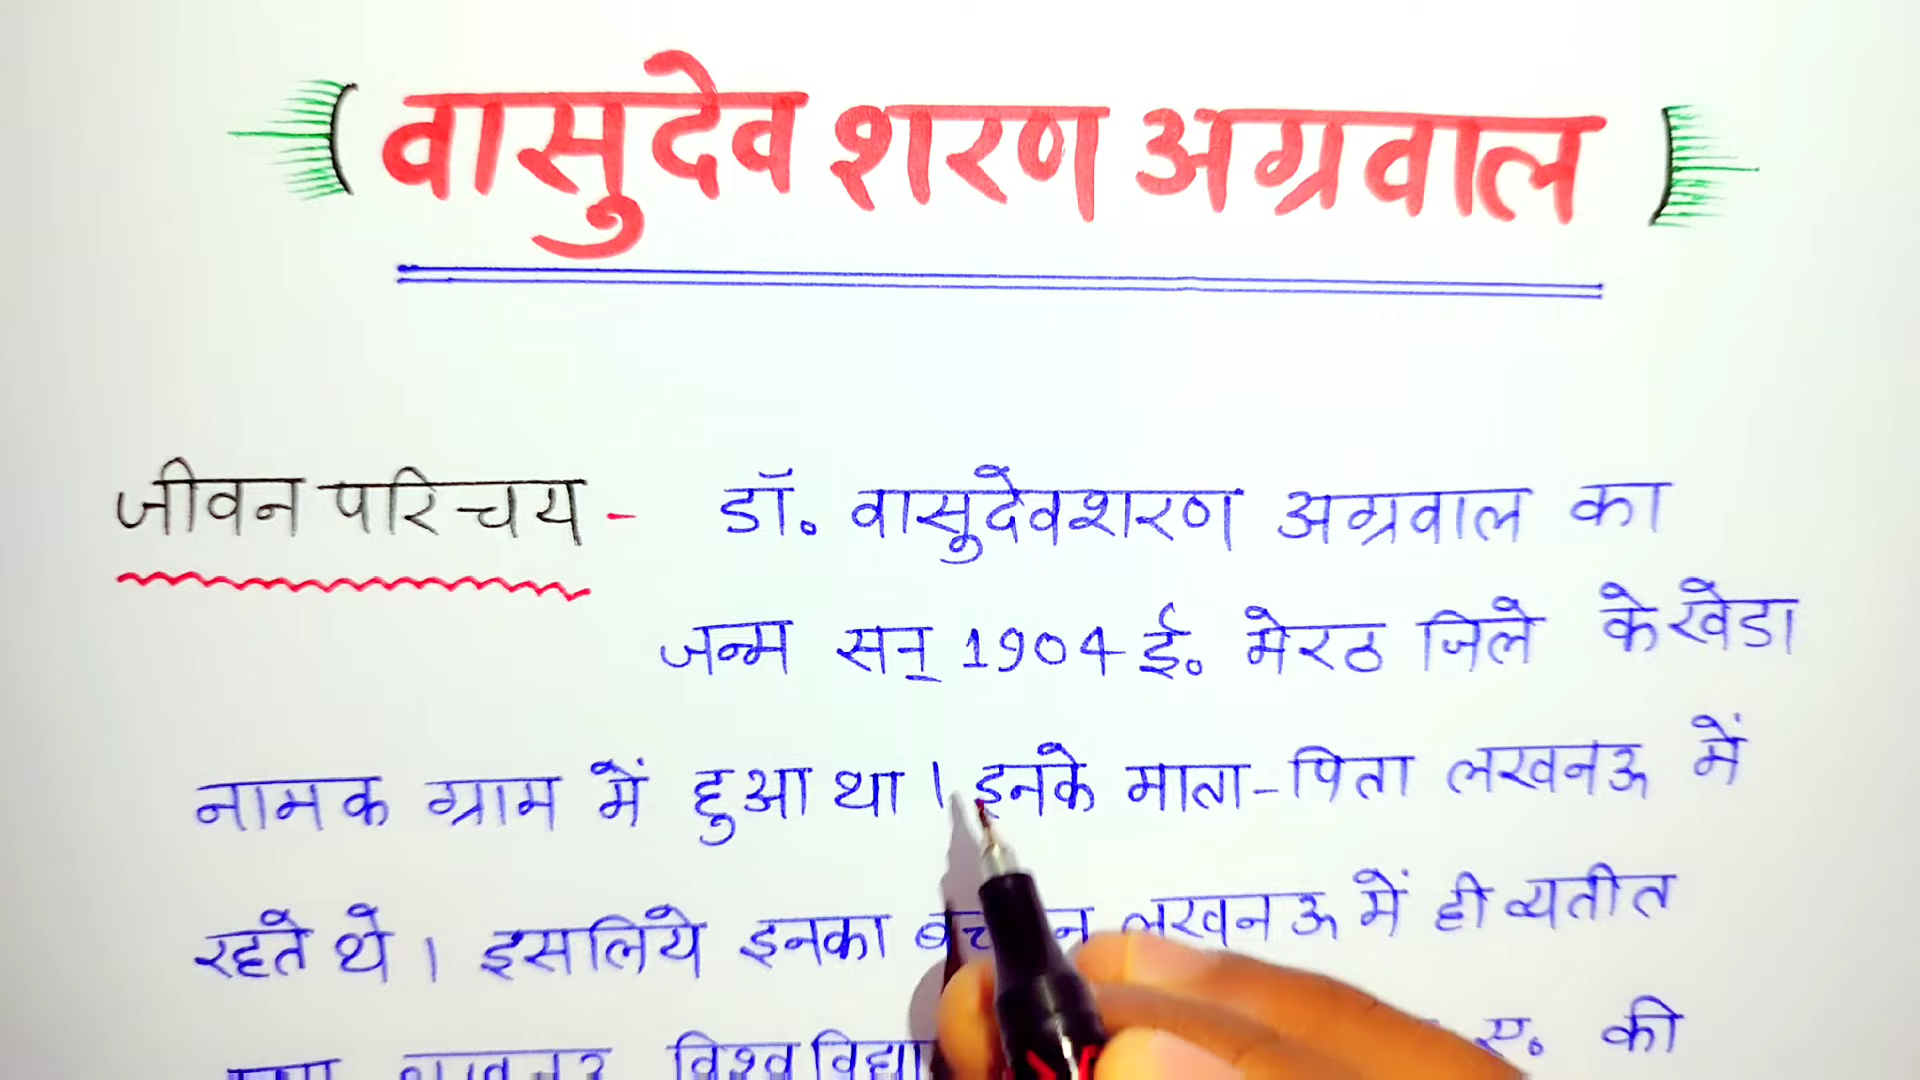 ( वासुदेव शरण अग्रवाल )
जीवन परिचय - डॉ. वासुदेवशरण अग्रवाल का
जन्म सन् 1904 ई. मेरठ जिले के खेडा
नामक ग्राम में हुआ था । इनके माता-पिता लखनऊ में
रहते थे । इसलिये इनका लखनऊ में ही व्यतीत
ए. की